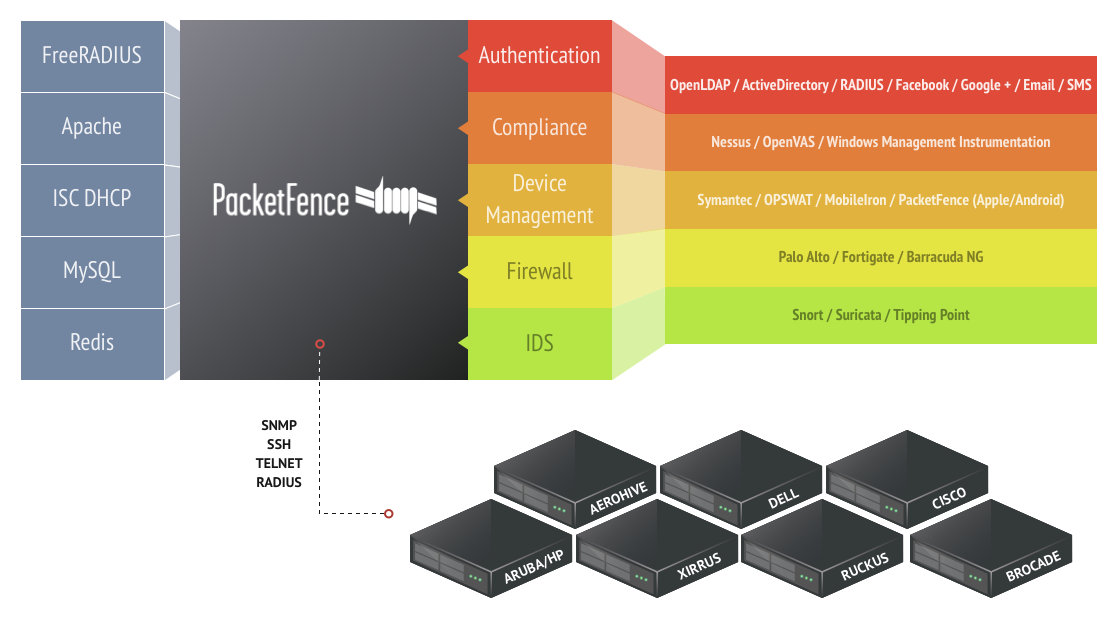 FreeRADIUS
Apache
ISC DHCP
MySQL
Redis
PacketFence
Authentication
Compliance
Device
Management
Firewall
IDS
OpenLDAP / ActiveDirectory / RADIUS / Facebook / Google + / Email / SMS
Nessus / OpenVAS / Windows Management Instrumentation
Symantec / OPSWAT / MobileIron / PacketFence (Apple/Android)
Palo Alto / Fortigate / Barracuda NG
Snort / Suricata / Tipping Point
SNMP
SSH
TELNET
RADIUS
AEROHIVE
DELL
CISCO
ARUBA/HP
XIRRUS
RUCKUS
BROCADE